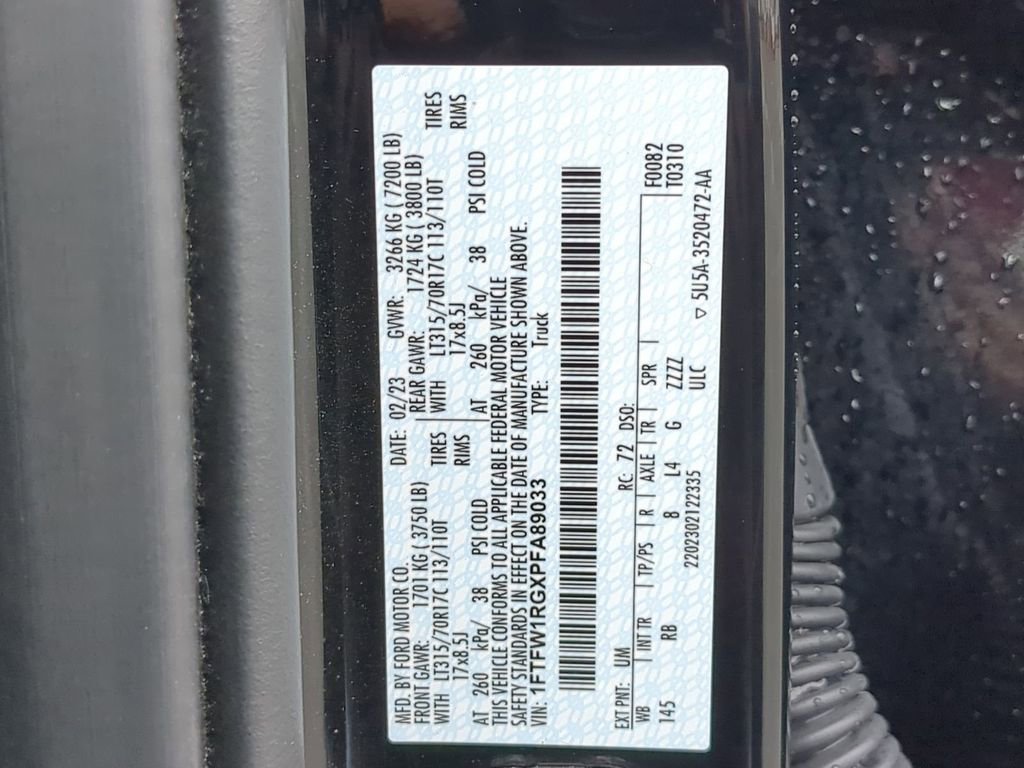 MFD. BY FORD MOTOR CO. DATE: 02/23 GVWR: 3266 KG ( 7200 LB)
FRONT GAWR: 1701 KG ( 3750 LB) REAR GAWR: 1724 KG ( 3800 LB)
WITH LT315/70R17C 113/110T TIRES WITH LT315/70R17C 113/110T TIRES
17x8.5J RIMS 17x8.5J RIMS
AT 260 kPa/ 38 PSI COLD AT 260 kPa/ 38 PSI COLD
THIS VEHICLE CONFORMS TO ALL APPLICABLE FEDERAL MOTOR VEHICLE
SAFETY STANDARDS IN EFFECT ON THE DATE OF MANUFACTURE SHOWN ABOVE.
VIN: 1FTFW1RGXPFA89033 TYPE: Truck
EXT PNT: UM RC: 72 DSO: F0082
WB INT TR TP/PS R AXLE TR SPR T0310
145 RB 8 L4 G ZZZZ
2202302122335 ULC ▽ 5U5A-3520472-AA